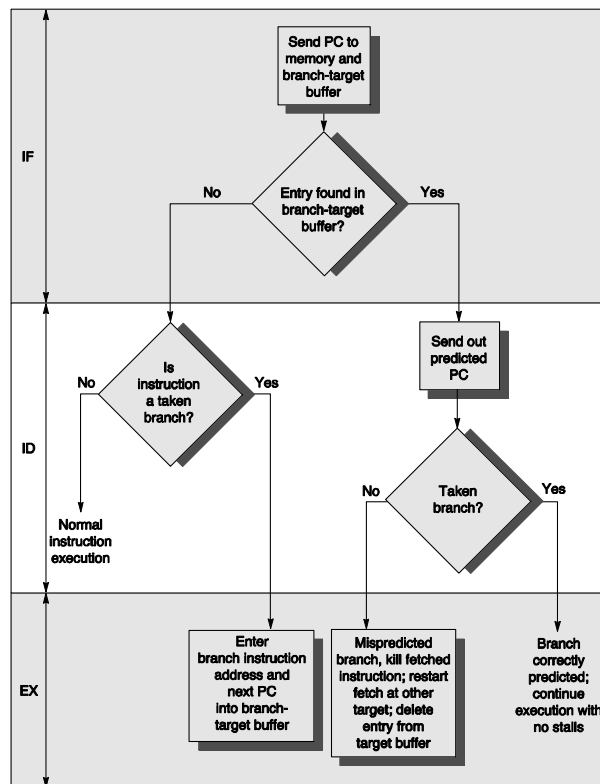 Send PC to
memory and
branch-target
buffer
IF
No
Entry found in
branch-target
buffer?
Yes
Send out
predicted
PC
Is
instruction
a taken
branch?
No
Yes
ID
No
Taken
branch?
Yes
Normal
instruction
execution
EX
Enter
branch instruction
address and
next PC
into branch-
target buffer
Mispredicted
branch, kill fetched
instruction; restart
fetch at other
target; delete
entry from
target buffer
Branch
correctly
predicted;
continue
execution with
no stalls